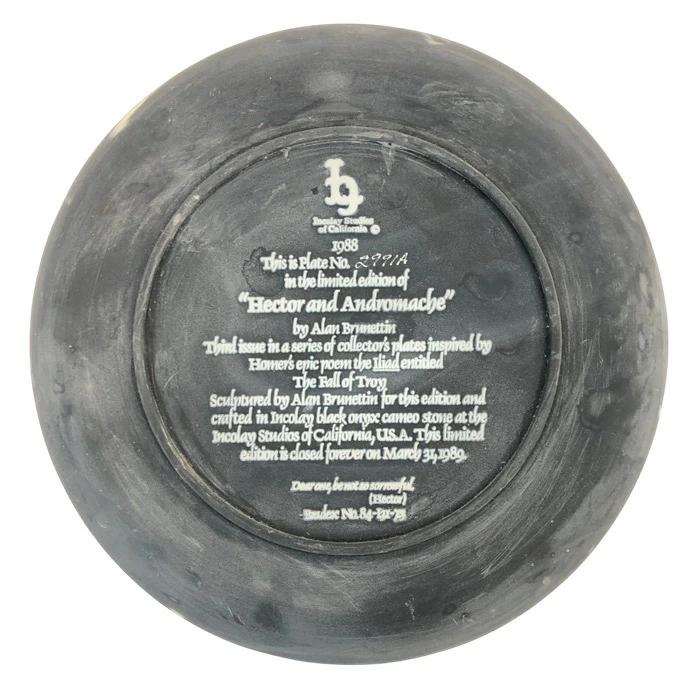 Incolay Studios
of California ©
1988
This is Plate No. 2991A
in the limited edition of
"Hector and Andromache"
by Alan Brunettin
Third issue in a series of collector's plates inspired by
Homer's epic poem the Iliad entitled
The Fall of Troy
Sculptured by Alan Brunettin for this edition and
crafted in Incolay black onyx cameo stone at the
Incolay Studios of California, U.S.A. This limited
edition is closed forever on March 31, 1989.
Dear one, be not so sorrowful.
(Hector)
Bradex No. 84-I31-7.3